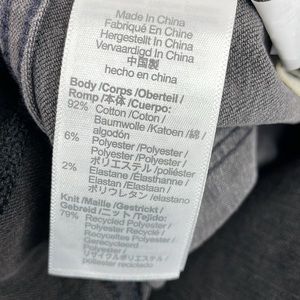 Made In China
Fabriqué En Chine
Hergestellt In China
Vervaardigd In China
中国製
hecho en china
Body /Corps /Oberteil /
Romp /本体 /Cuerpo:
92% Cotton /Coton /
Baumwolle /Katoen /綿 /
algodón
6% Polyester /Polyester /
Polyester /Polyester /
ポリエステル /poliéster
2% Elastane /Élasthanne /
Elastan /Elastaan /
ポリウレタン /elastano
Knit /Maille /Gestrickt /
Gebreid /ニット /Tejido:
79% Recycled Polyester /
Polyester Recyclé /
Recyceltes Polyester /
Gerecycled Polyester /
リサイクルポリエステル /
poliéster reciclado